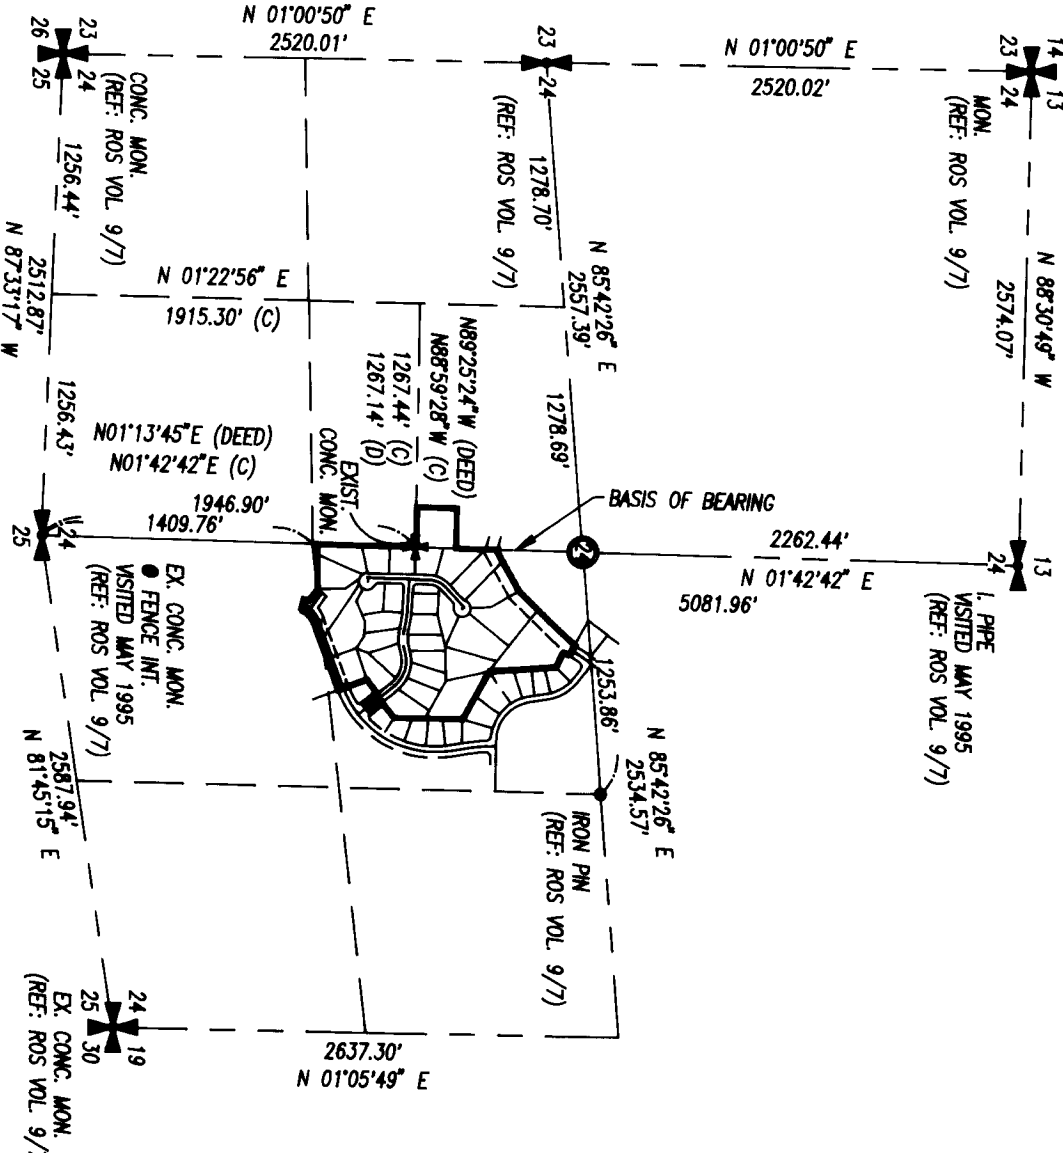 N 01°00'50" E
2520.01'
N 01°00'50" E
2520.02'
23
26
24
25
CONC. MON.
(REF: ROS VOL. 9/7)
23
24
(REF: ROS VOL. 9/7)
14
13
23
24
MON.
(REF: ROS VOL. 9/7)
1256.44'
2512.87'
N 87°33'17" W
1256.43'
N 01°22'56" E
1915.30' (C)
1278.70'
N 85°42'26" E
2557.39'
1278.69'
N 88°30'49" W
2574.07'
N89°25'24"W (DEED)
N88°59'28"W (C)
1267.44' (C)
1267.14' (D)
EXIST.
CONC. MON.
N01°13'45"E (DEED)
N01°42'42"E (C)
1946.90'
1409.76'
BASIS OF BEARING
2262.44'
N 01°42'42" E
5081.96'
24
13
24
I. PIPE
VISITED MAY 1995
(REF: ROS VOL. 9/7)
24
25
EX. CONC. MON.
@ FENCE INT.
VISITED MAY 1995
(REF: ROS VOL. 9/7)
1253.86'
N 85°42'26" E
2534.57'
IRON PIN
(REF: ROS VOL. 9/7)
2587.94'
N 81°45'15" E
24
19
25
30
EX. CONC. MON.
(REF: ROS VOL. 9/
2637.30'
N 01°05'49" E